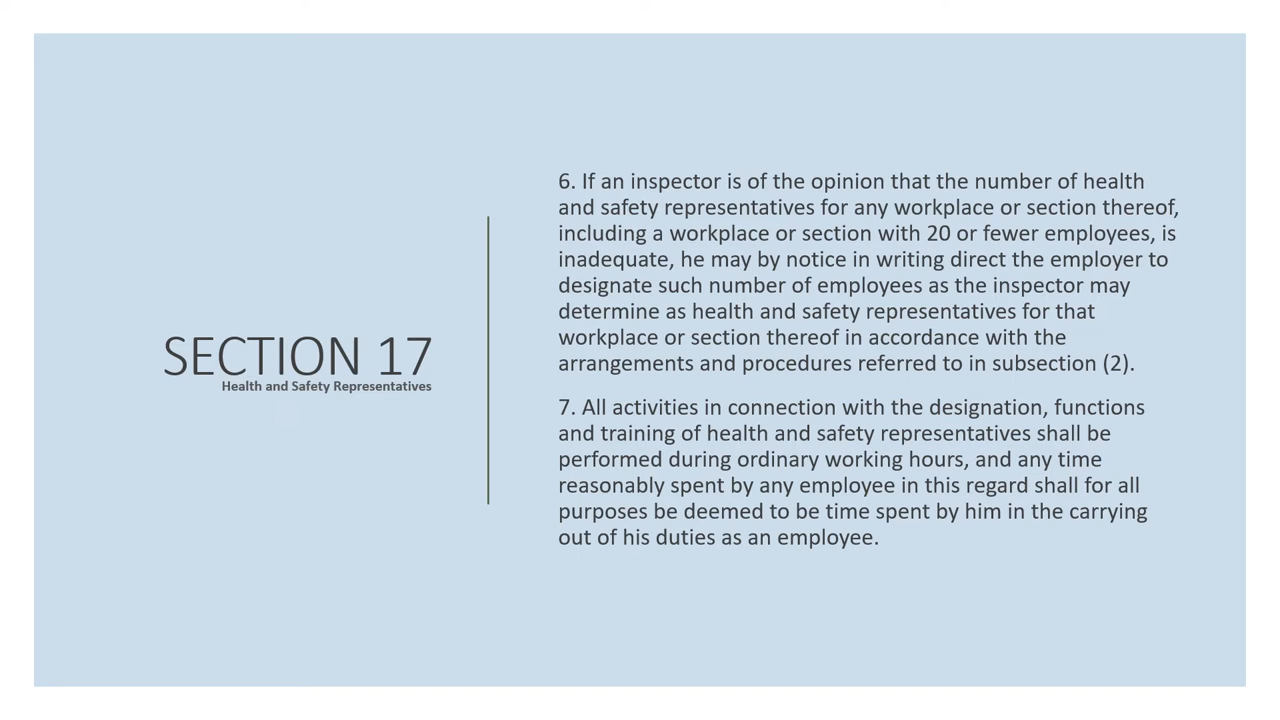 SECTION 17
Health and Safety Representatives
6. If an inspector is of the opinion that the number of health
and safety representatives for any workplace or section thereof,
including a workplace or section with 20 or fewer employees, is
inadequate, he may by notice in writing direct the employer to
designate such number of employees as the inspector may
determine as health and safety representatives for that
workplace or section thereof in accordance with the
arrangements and procedures referred to in subsection (2).
7. All activities in connection with the designation, functions
and training of health and safety representatives shall be
performed during ordinary working hours, and any time
reasonably spent by any employee in this regard shall for all
purposes be deemed to be time spent by him in the carrying
out of his duties as an employee.